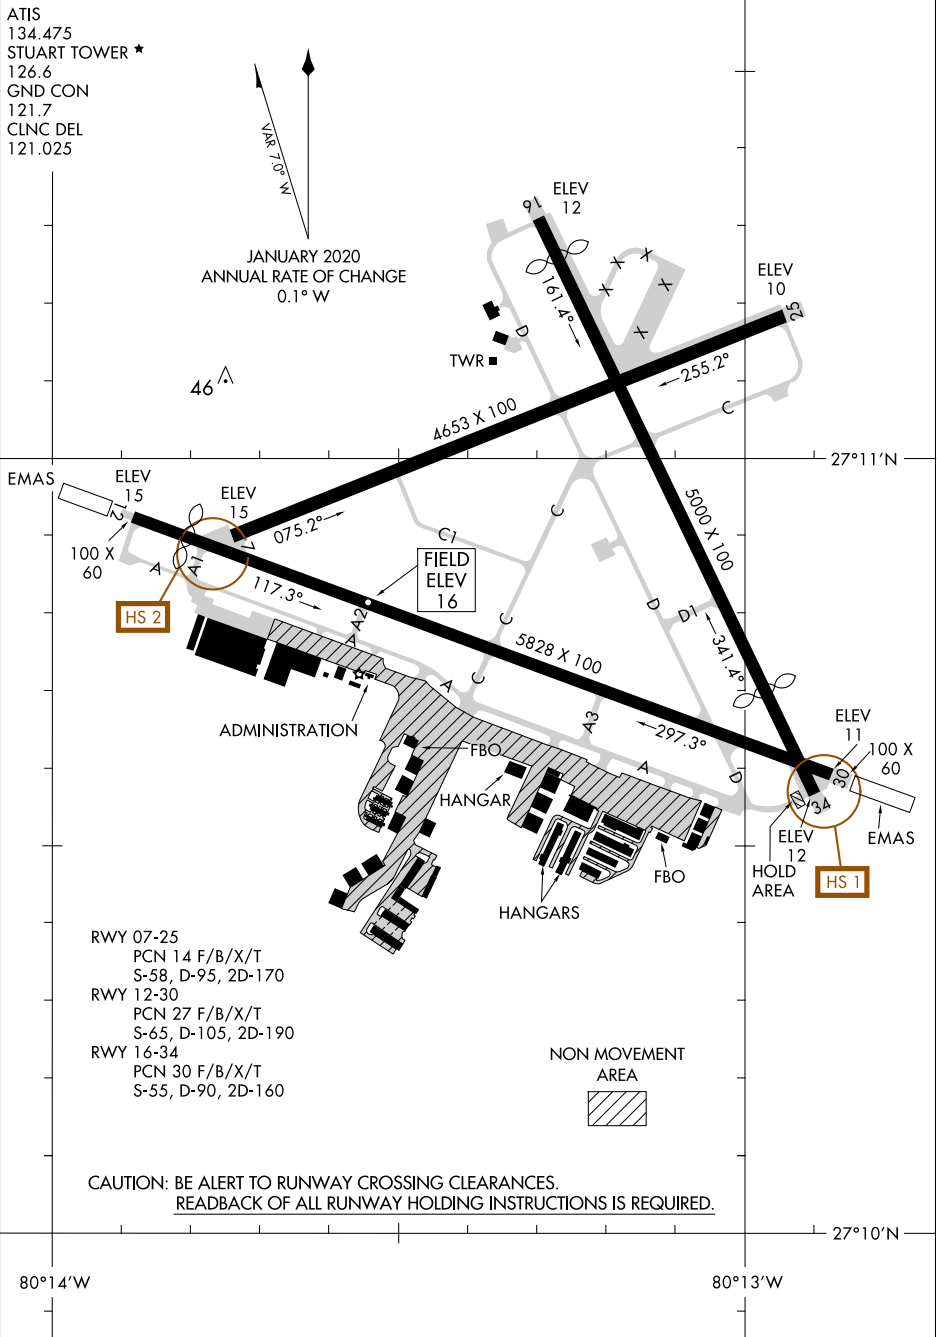 ATIS
134.475
STUART TOWER ★
126.6
GND CON
121.7
CLNC DEL
121.025
VAR 7.0° W
JANUARY 2020
ANNUAL RATE OF CHANGE
0.1° W
16
ELEV
12
161.4°
D
X X X X X
ELEV
10
25
TWR
255.2°
46
4653 X 100
C
27°11'N
EMAS
ELEV
15
12
ELEV
15
7
075.2°
5000 X 100
C
C1
100 X
60
A
A1
117.3°
FIELD
ELEV
16
HS 2
A2
A
C
D
D1
341.4°
5828 X 100
A
C
ADMINISTRATION
A3
297.3°
ELEV
11
100 X
60
FBO
HANGAR
A
D
30
34
EMAS
ELEV
12
HOLD
AREA
HS 1
FBO
HANGARS
RWY 07-25
PCN 14 F/B/X/T
S-58, D-95, 2D-170
RWY 12-30
PCN 27 F/B/X/T
S-65, D-105, 2D-190
RWY 16-34
PCN 30 F/B/X/T
S-55, D-90, 2D-160
NON MOVEMENT
AREA
CAUTION: BE ALERT TO RUNWAY CROSSING CLEARANCES.
READBACK OF ALL RUNWAY HOLDING INSTRUCTIONS IS REQUIRED.
27°10'N
80°14'W
80°13'W